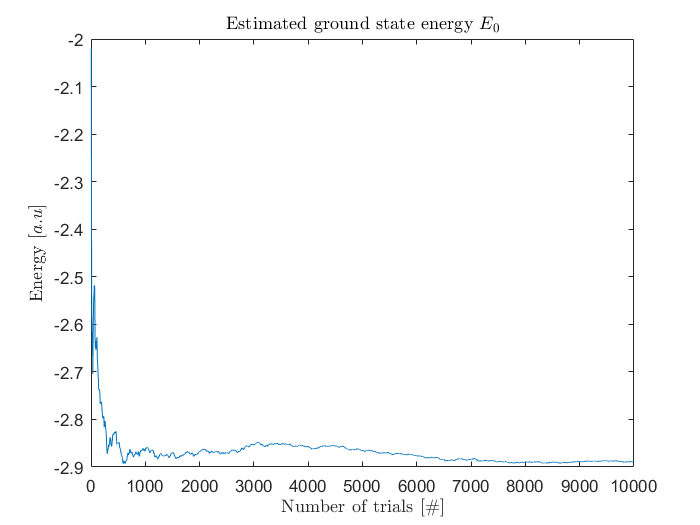 Estimated ground state energy E₀
Energy [a.u]
-2
-2.1
-2.2
-2.3
-2.4
-2.5
-2.6
-2.7
-2.8
-2.9
0 1000 2000 3000 4000 5000 6000 7000 8000 9000 10000
Number of trials [#]